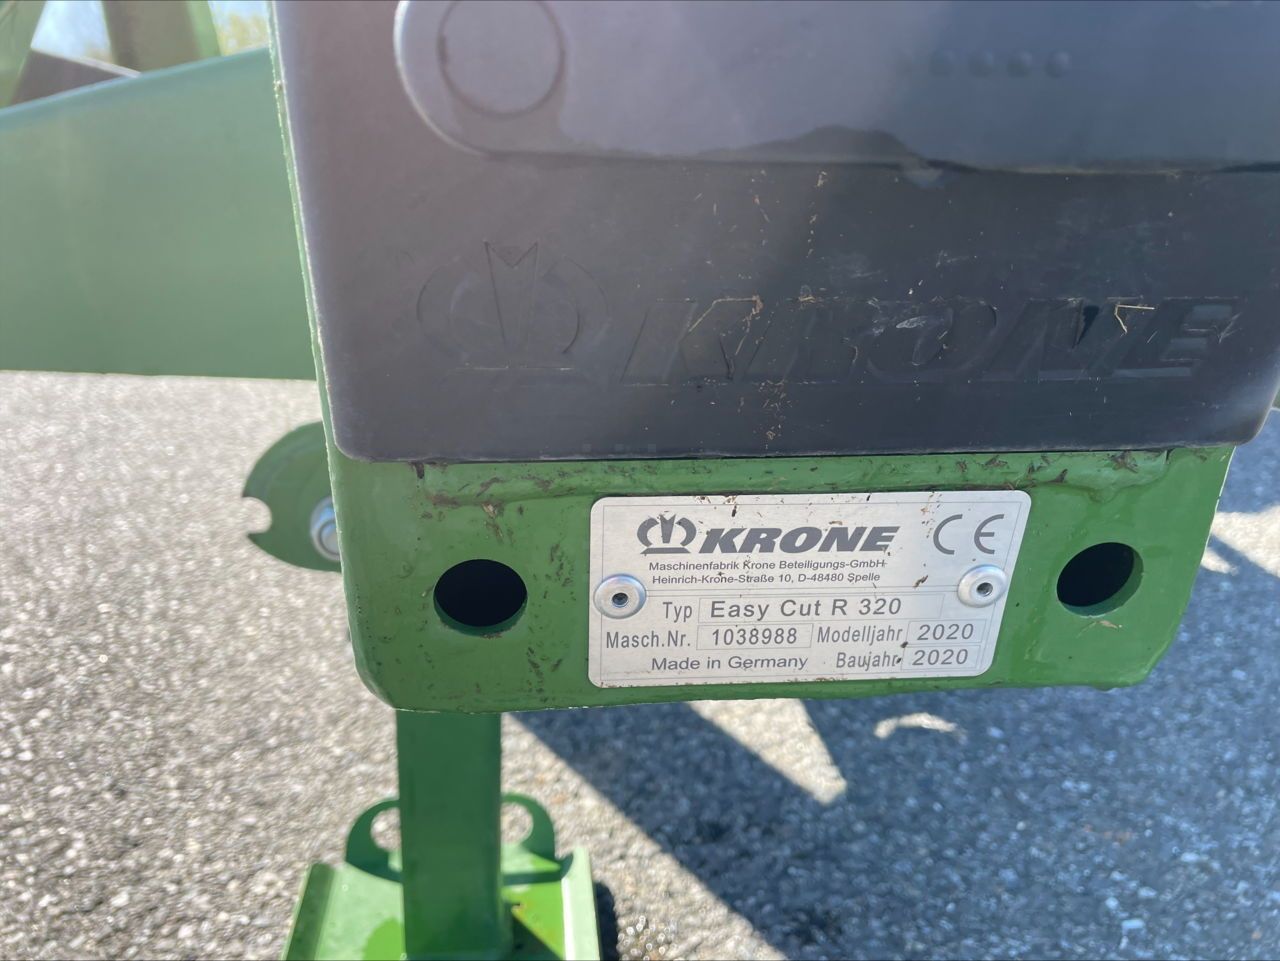 KRONE
KRONE CE
Maschinenfabrik Krone Beteiligungs-GmbH
Heinrich-Krone-Straße 10, D-48480 Spelle
Typ Easy Cut R 320
Masch.Nr. 1038988 Modelljahr 2020
Made in Germany Baujahr 2020